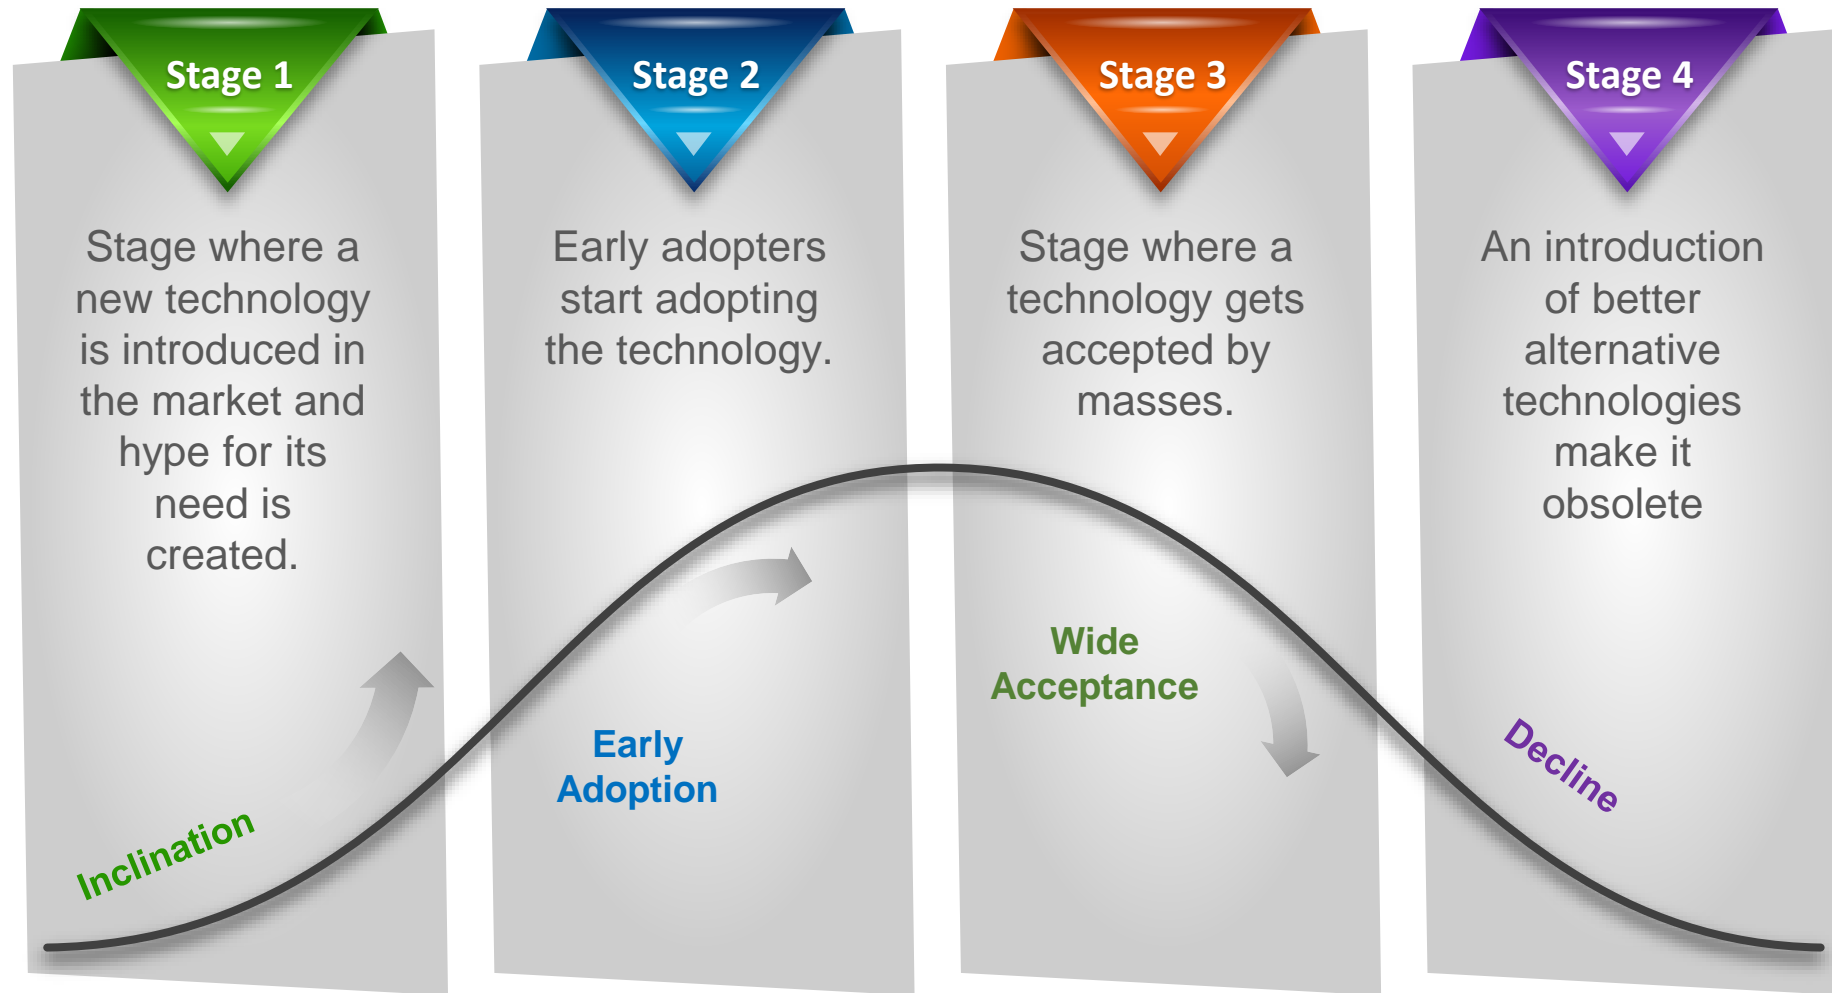 Stage 1
Stage where a
new technology
is introduced in
the market and
hype for its
need is
created.
Inclination
Stage 2
Early adopters
start adopting
the technology.
Early
Adoption
Stage 3
Stage where a
technology gets
accepted by
masses.
Wide
Acceptance
Stage 4
An introduction
of better
alternative
technologies
make it
obsolete
Decline